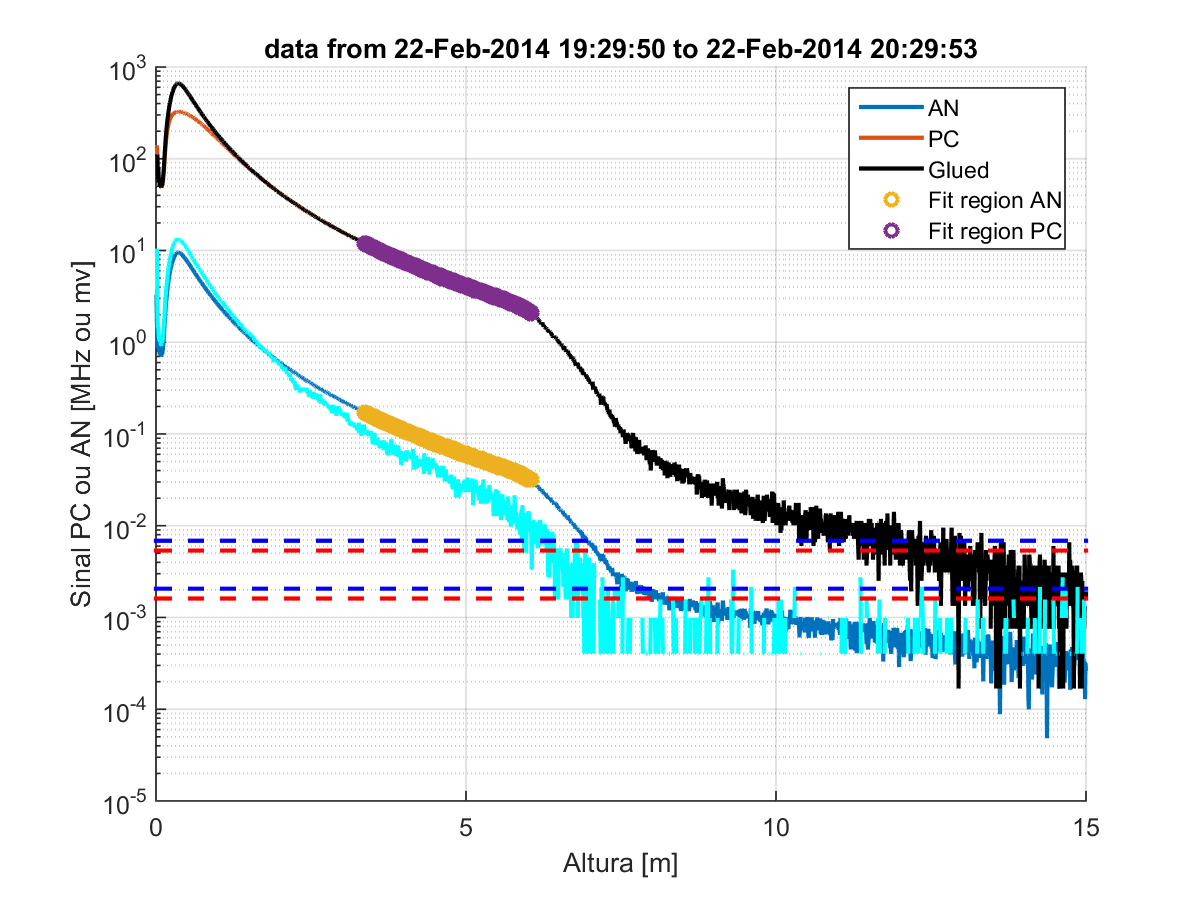 data from 22-Feb-2014 19:29:50 to 22-Feb-2014 20:29:53
AN
PC
Glued
Fit region AN
Fit region PC
Sinal PC ou AN [MHz ou mv]
10^3
10^2
10^1
10^0
10^-1
10^-2
10^-3
10^-4
10^-5
0 5 10 15
Altura [m]